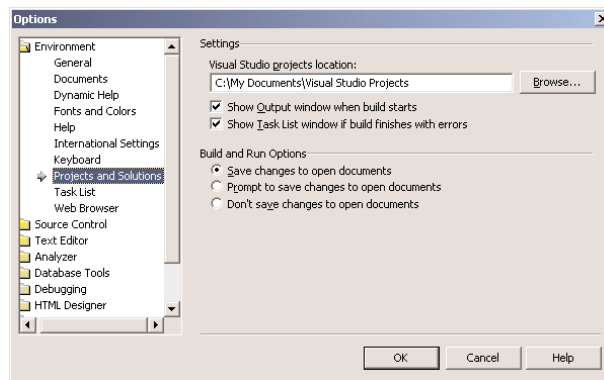 Options
Environment
General
Documents
Dynamic Help
Fonts and Colors
Help
International Settings
Keyboard
Projects and Solutions
Task List
Web Browser
Source Control
Text Editor
Analyzer
Database Tools
Debugging
HTML Designer
Settings
Visual Studio projects location:
C:\My Documents\Visual Studio Projects
Browse...
Show Output window when build starts
Show Task List window if build finishes with errors
Build and Run Options
Save changes to open documents
Prompt to save changes to open documents
Don't save changes to open documents
OK
Cancel
Help